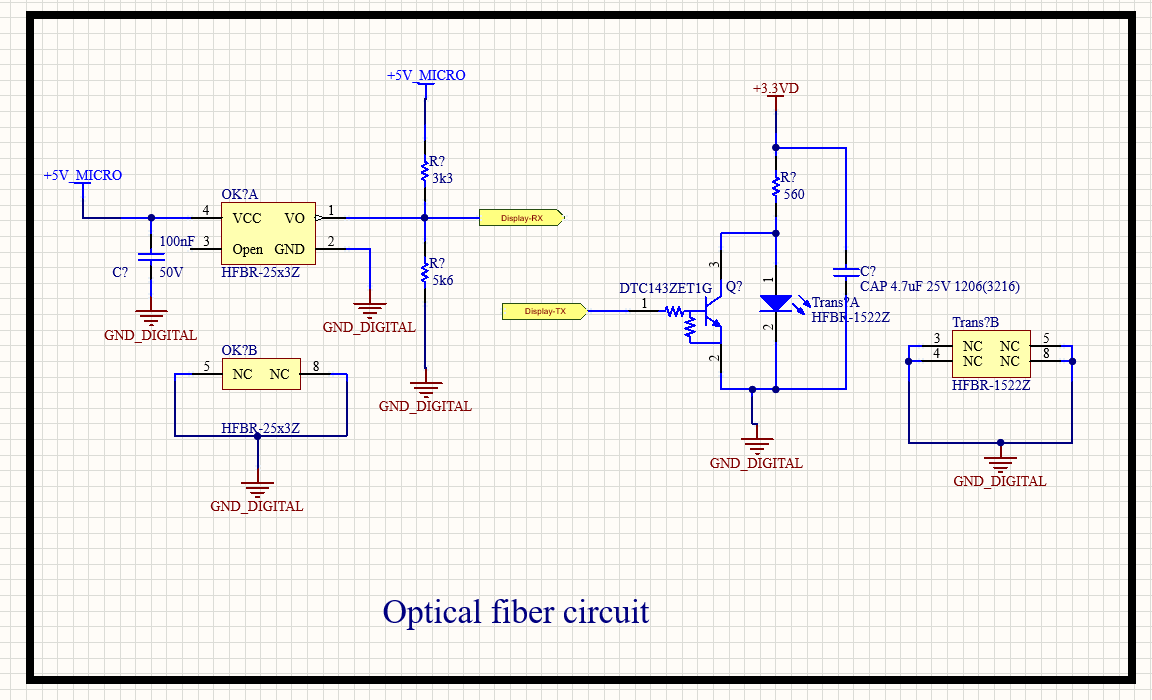 +5V_MICRO
+3.3VD
R?
3k3
+5V_MICRO
R?
560
OK?A
4
VCC
VO
1
Display-RX
100nF
3
Open
GND
2
C?
50V
HFBR-25x3Z
R?
5k6
3
1
C?
CAP 4.7uF 25V 1206(3216)
DTC143ZET1G
Q?
Trans?A
HFBR-1522Z
Display-TX
1
2
2
GND_DIGITAL
GND_DIGITAL
Trans?B
3
NC
NC
5
4
NC
NC
8
HFBR-1522Z
OK?B
5
NC
NC
8
HFBR-25x3Z
GND_DIGITAL
GND_DIGITAL
GND_DIGITAL
GND_DIGITAL
Optical fiber circuit